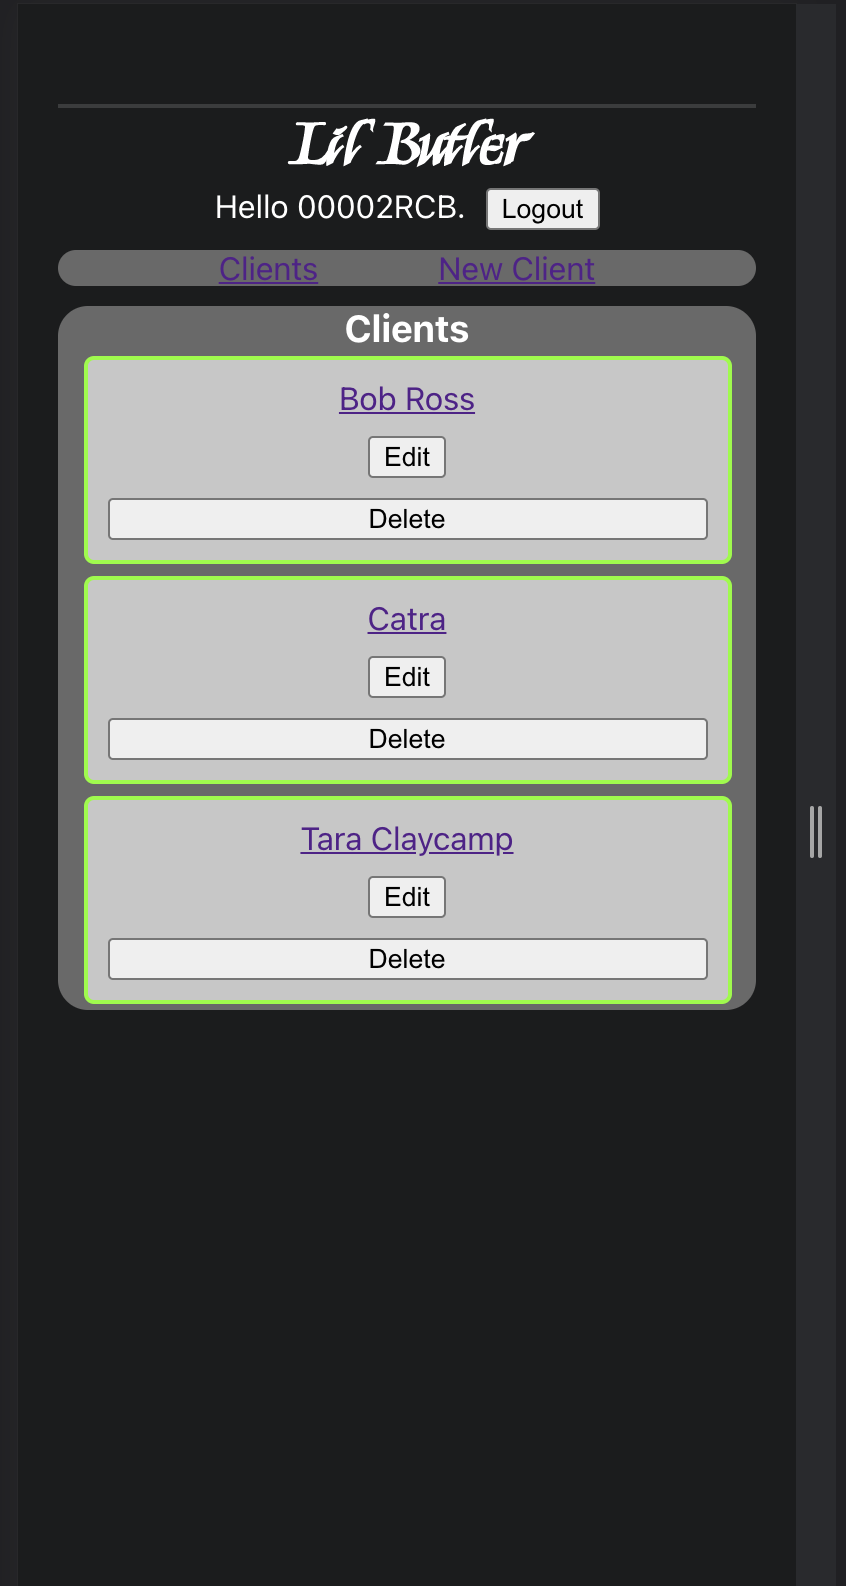 Lil Butler
Hello 00002RCB. Logout
Clients New Client
Clients
Bob Ross
Edit
Delete
Catra
Edit
Delete
Tara Claycamp
Edit
Delete